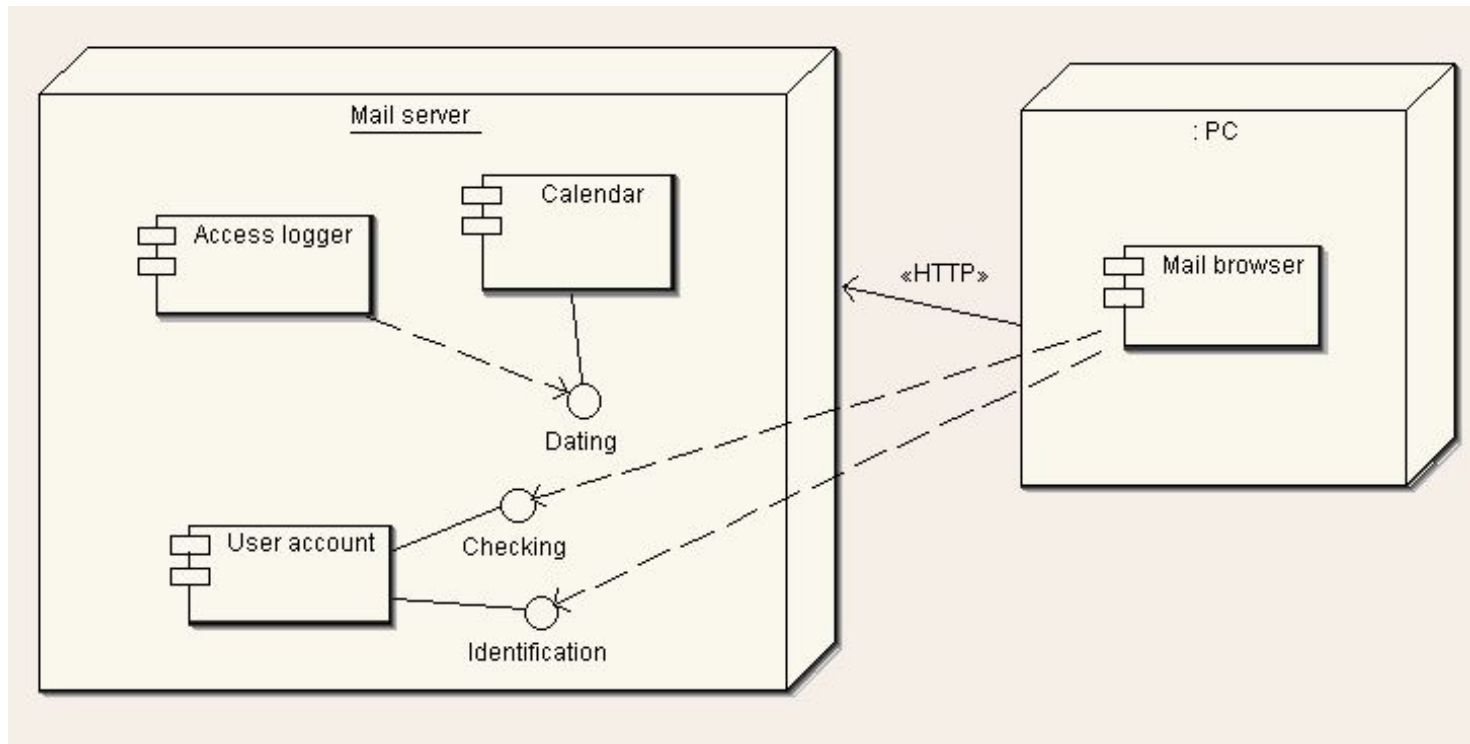 Mail server
: PC
Calendar
Access logger
Mail browser
«HTTP»
Dating
User account
Checking
Identification